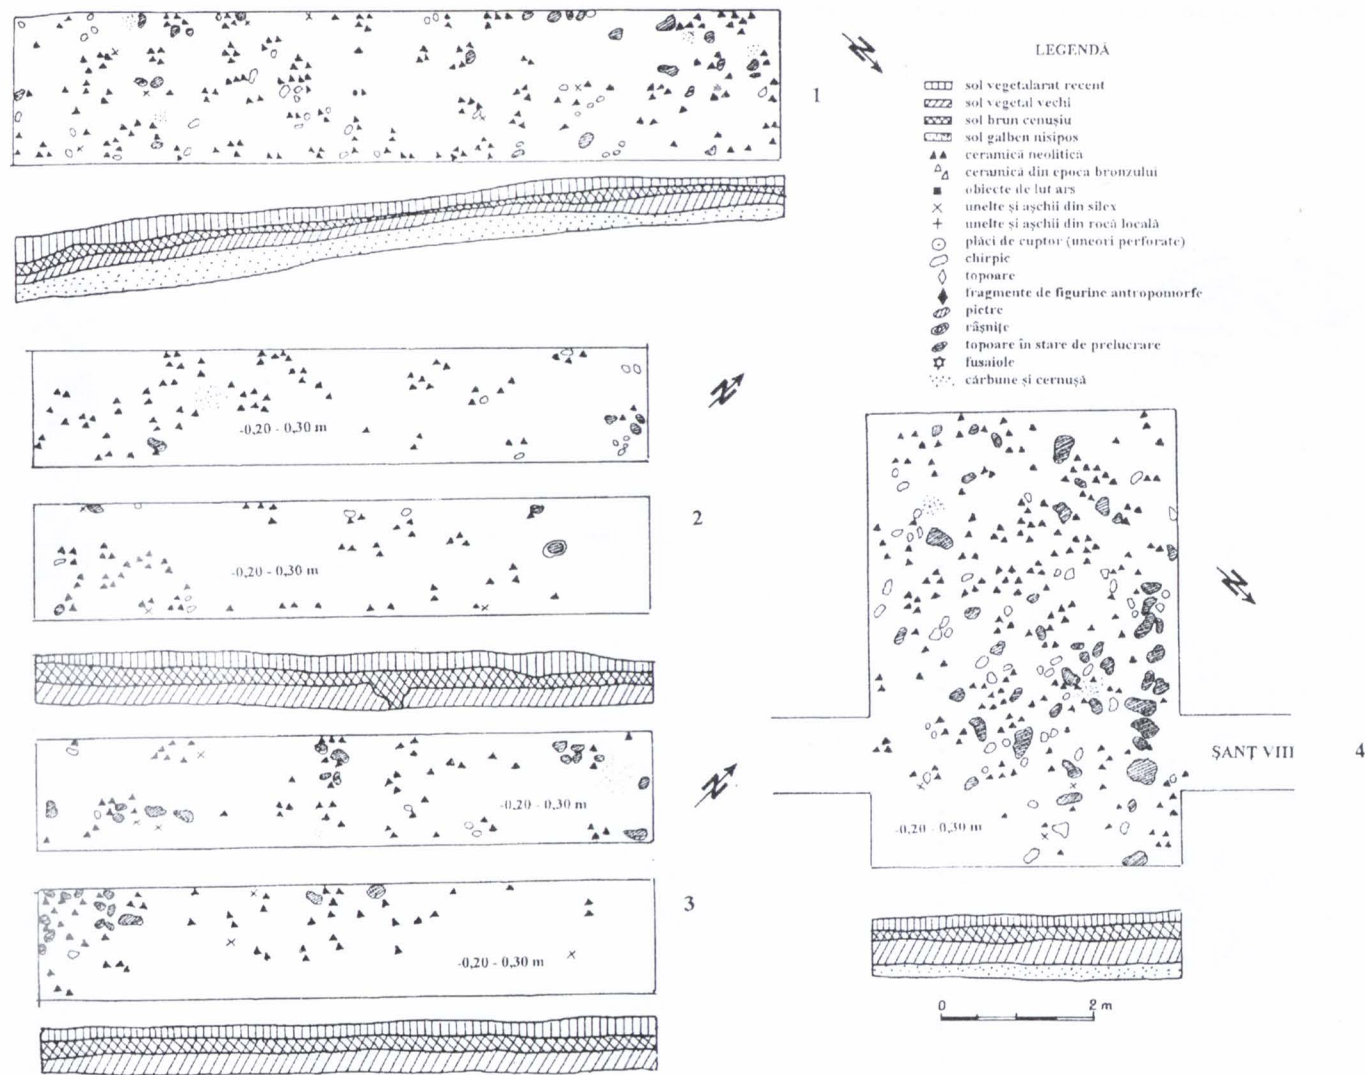 LEGENDĂ
sol vegetalarat recent
sol vegetal vechi
sol brun cenușiu
sol galben nisipos
ceramică neolitică
ceramică din epoca bronzului
obiecte de lut ars
unelte și așchii din silex
unelte și așchii din rocă locală
plăci de cuptor (uneori perforate)
chirpic
topoare
fragmente de figurine antropomorfe
pietre
râșnițe
topoare în stare de prelucrare
fusaiole
cărbune și cernușă
N
1
N
-0,20 - 0,30 m
2
-0,20 - 0,30 m
N
-0,20 - 0,30 m
3
-0,20 - 0,30 m
N
ȘANȚ VIII
4
-0,20 - 0,30 m
0 2 m